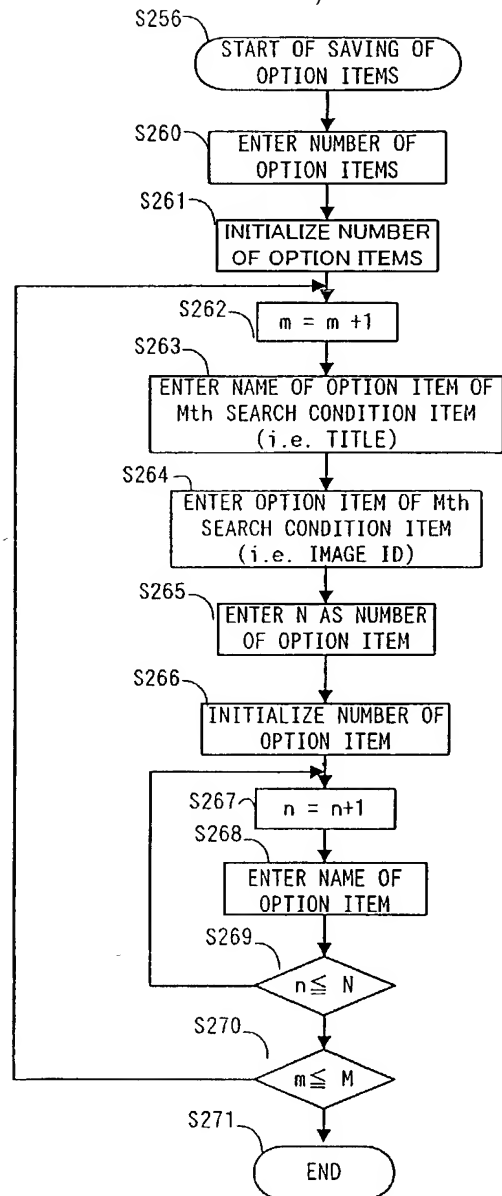 S256
START OF SAVING OF
OPTION ITEMS
S260
ENTER NUMBER OF
OPTION ITEMS
S261
INITIALIZE NUMBER
OF OPTION ITEMS
S262
m = m +1
S263
ENTER NAME OF OPTION ITEM OF
Mth SEARCH CONDITION ITEM
(i.e. TITLE)
S264
ENTER OPTION ITEM OF Mth
SEARCH CONDITION ITEM
(i.e. IMAGE ID)
S265
ENTER N AS NUMBER
OF OPTION ITEM
S266
INITIALIZE NUMBER OF
OPTION ITEM
S267
n = n+1
S268
ENTER NAME OF
OPTION ITEM
S269
n ≦ N
S270
m ≦ M
S271
END